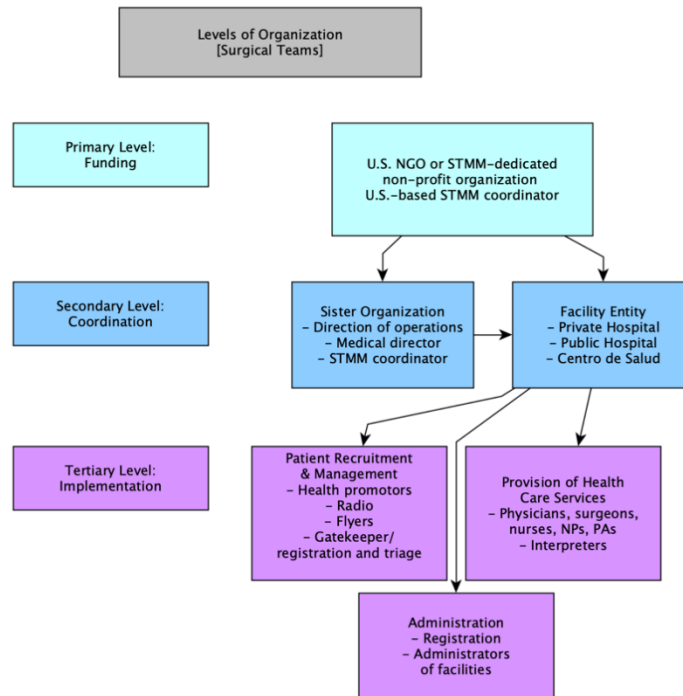 Levels of Organization
[Surgical Teams]
Primary Level:
Funding
U.S. NGO or STMM-dedicated
non-profit organization
U.S.-based STMM coordinator
Secondary Level:
Coordination
Sister Organization
– Direction of operations
– Medical director
– STMM coordinator
Facility Entity
– Private Hospital
– Public Hospital
– Centro de Salud
Tertiary Level:
Implementation
Patient Recruitment
& Management
– Health promotors
– Radio
– Flyers
– Gatekeeper/
registration and triage
Provision of Health
Care Services
– Physicians, surgeons,
nurses, NPs, PAs
– Interpreters
Administration
– Registration
– Administrators
of facilities